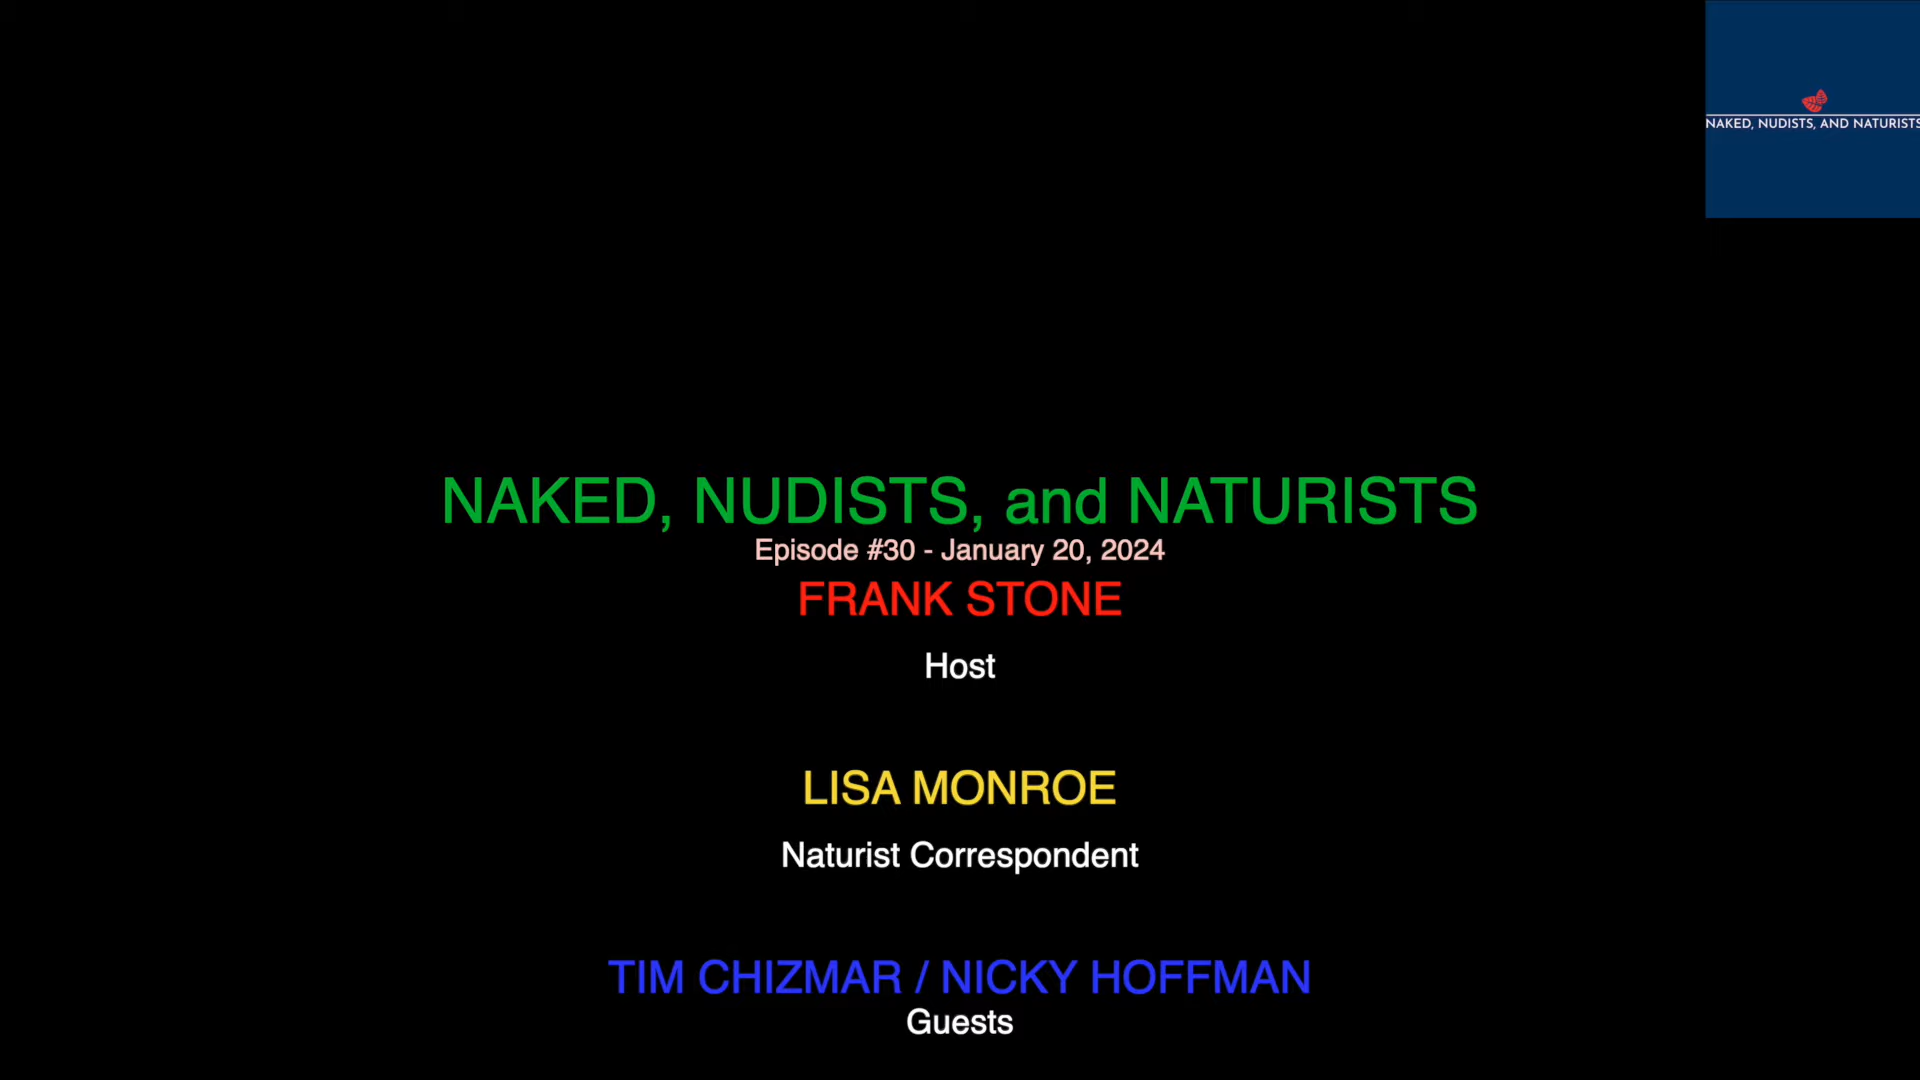 NAKED, NUDISTS, AND NATURISTS
NAKED, NUDISTS, and NATURISTS
Episode #30 - January 20, 2024
FRANK STONE
Host
LISA MONROE
Naturist Correspondent
TIM CHIZMAR / NICKY HOFFMAN
Guests